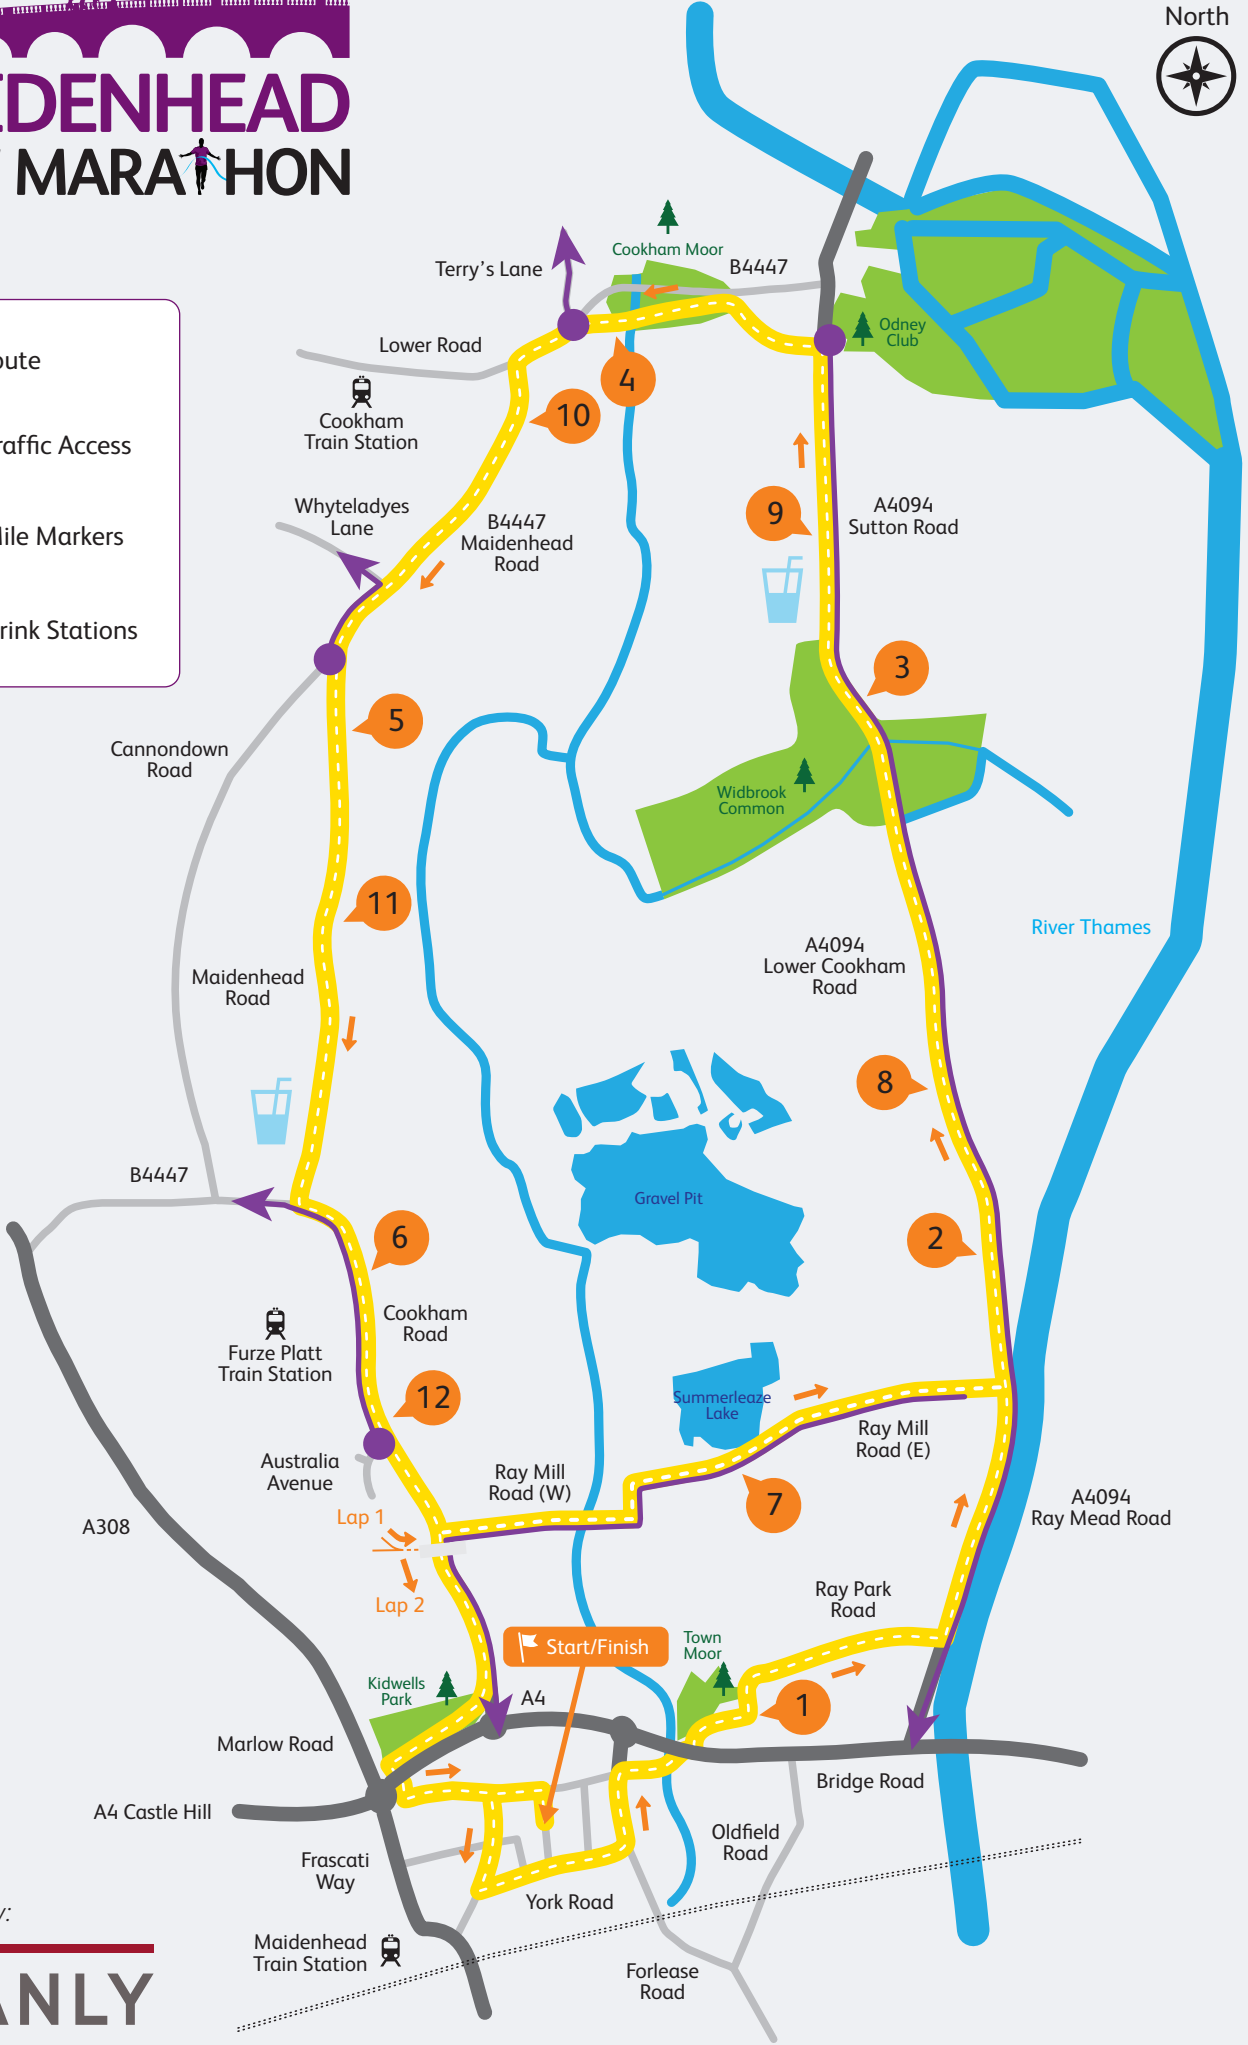 North
IDENHEAD
MARATHON
Cookham Moor
B4447
Terry's Lane
Odney
Club
Lower Road
oute
4
10
Cookham
Train Station
raffic Access
Whyteladyes
Lane
B4447
Maidenhead
Road
9
A4094
Sutton Road
Mile Markers
rink Stations
3
5
Cannondown
Road
Widbrook
Common
11
River Thames
A4094
Lower Cookham
Road
Maidenhead
Road
8
B4447
Gravel Pit
6
2
Cookham
Road
Furze Platt
Train Station
12
Summerleaze
Lake
Ray Mill
Road (E)
Australia
Avenue
Ray Mill
Road (W)
7
A4094
Ray Mead Road
Lap 1
A308
Lap 2
Ray Park
Road
Start/Finish
Town
Moor
Kidwells
Park
A4
1
Marlow Road
Bridge Road
A4 Castle Hill
Oldfield
Road
Frascati
Way
York Road
y:
Maidenhead
Train Station
Forlease
Road
ANLY